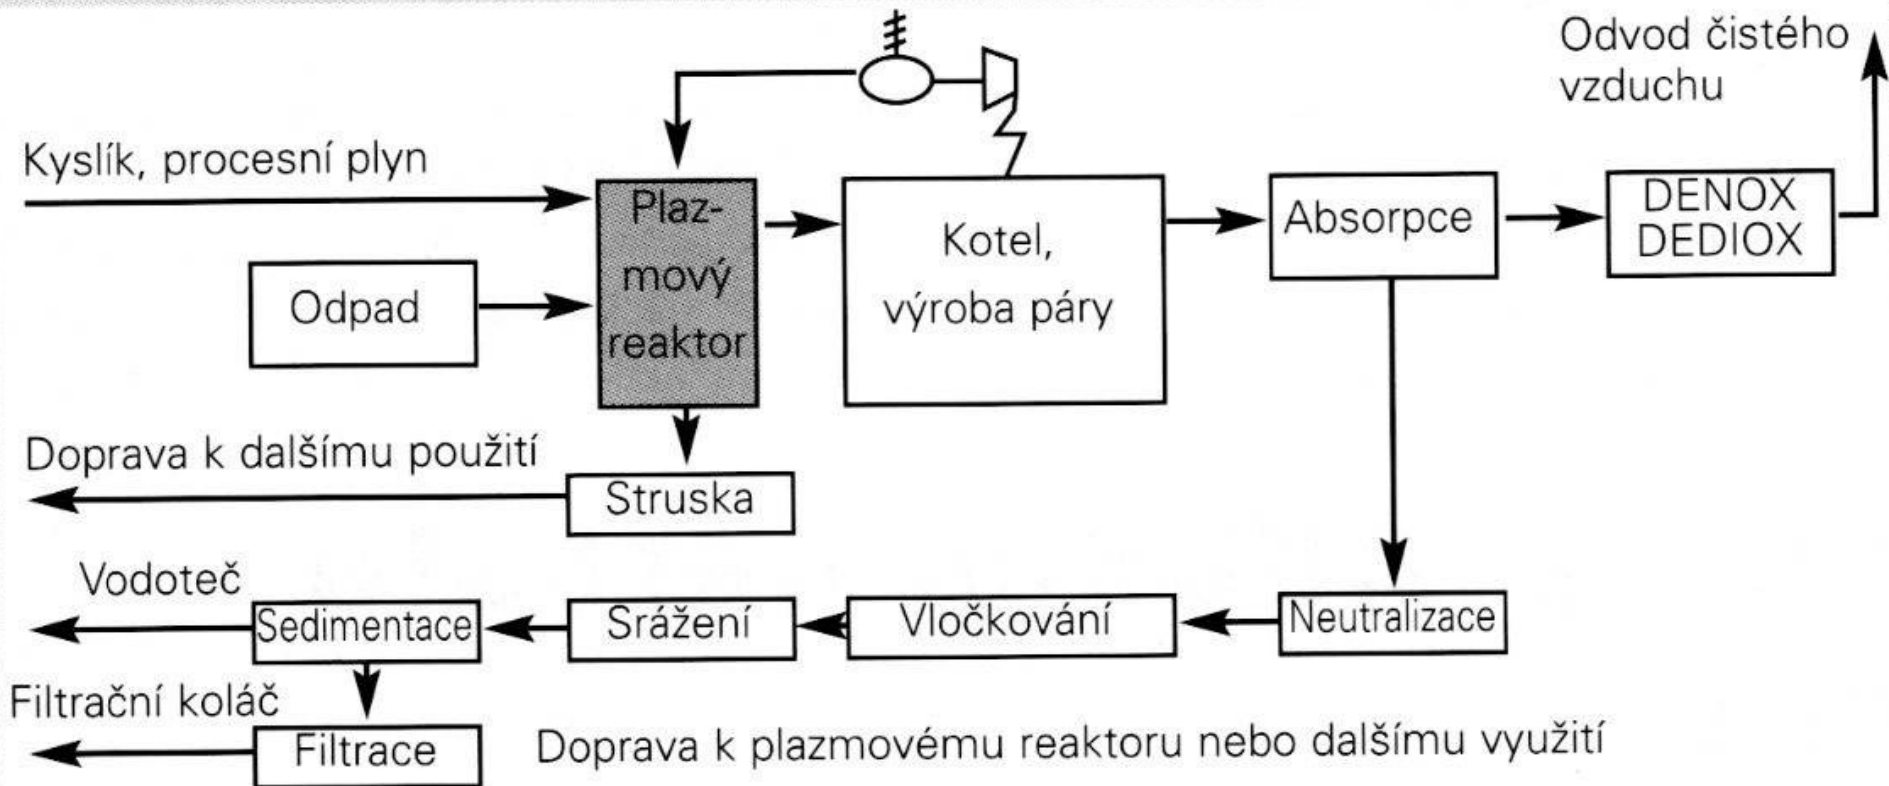 Odvod čistého
vzduchu
Kyslík, procesní plyn
Plaz-
mový
reaktor
Kotel,
výroba páry
Absorpce
DENOX
DEDIOX
Odpad
Doprava k dalšímu použití
Struska
Vodoteč
Sedimentace
Srážení
Vločkování
Neutralizace
Filtrační koláč
Filtrace
Doprava k plazmovému reaktoru nebo dalšímu využití